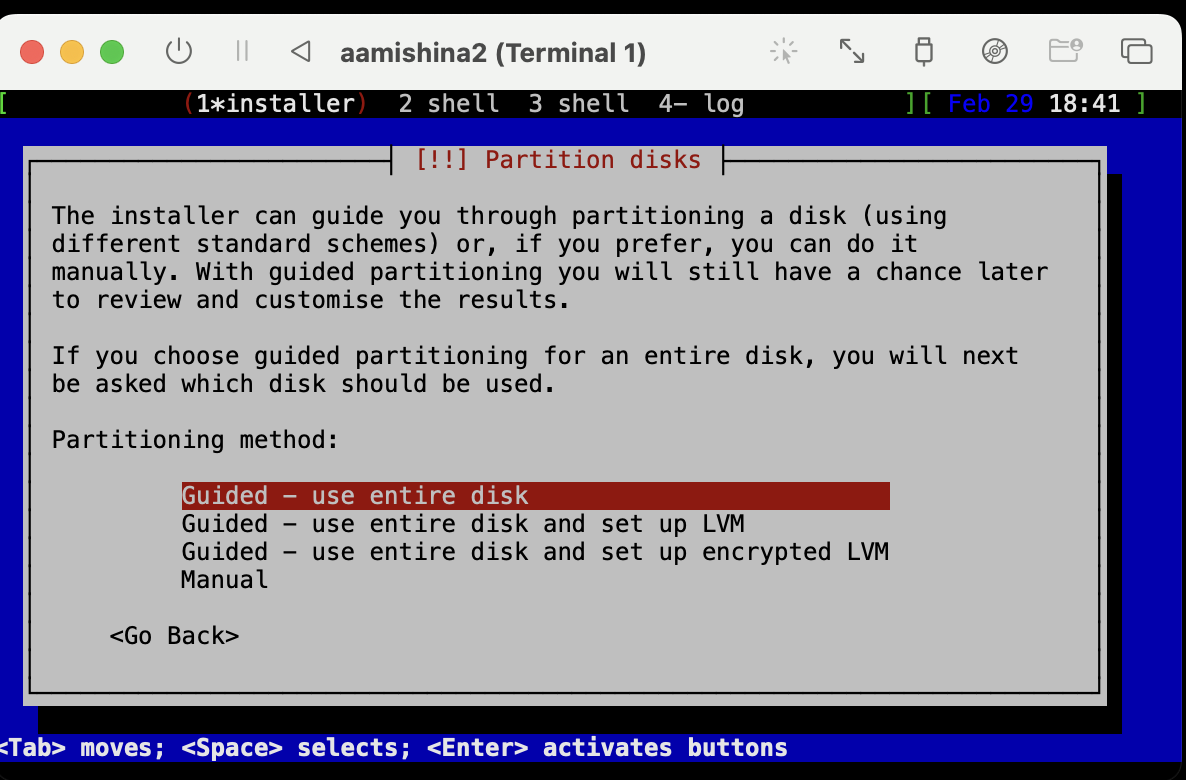 aamishina2 (Terminal 1)
[ (1*installer) 2 shell 3 shell 4- log ][ Feb 29 18:41 ]
[!!] Partition disks
The installer can guide you through partitioning a disk (using
different standard schemes) or, if you prefer, you can do it
manually. With guided partitioning you will still have a chance later
to review and customise the results.
If you choose guided partitioning for an entire disk, you will next
be asked which disk should be used.
Partitioning method:
Guided - use entire disk
Guided - use entire disk and set up LVM
Guided - use entire disk and set up encrypted LVM
Manual
<Go Back>
<Tab> moves; <Space> selects; <Enter> activates buttons